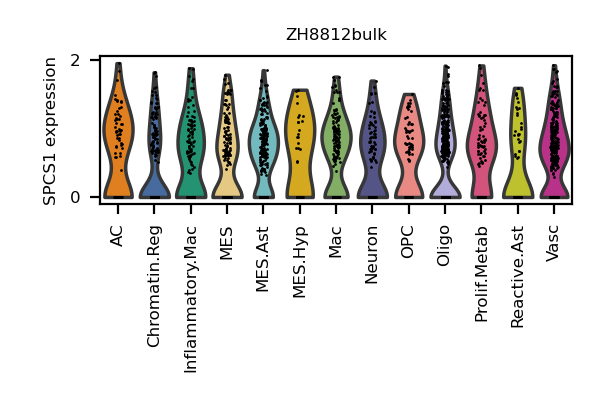 ZH8812bulk
SPCS1 expression
2
0
AC
Chromatin.Reg
Inflammatory.Mac
MES
MES.Ast
MES.Hyp
Mac
Neuron
OPC
Oligo
Prolif.Metab
Reactive.Ast
Vasc